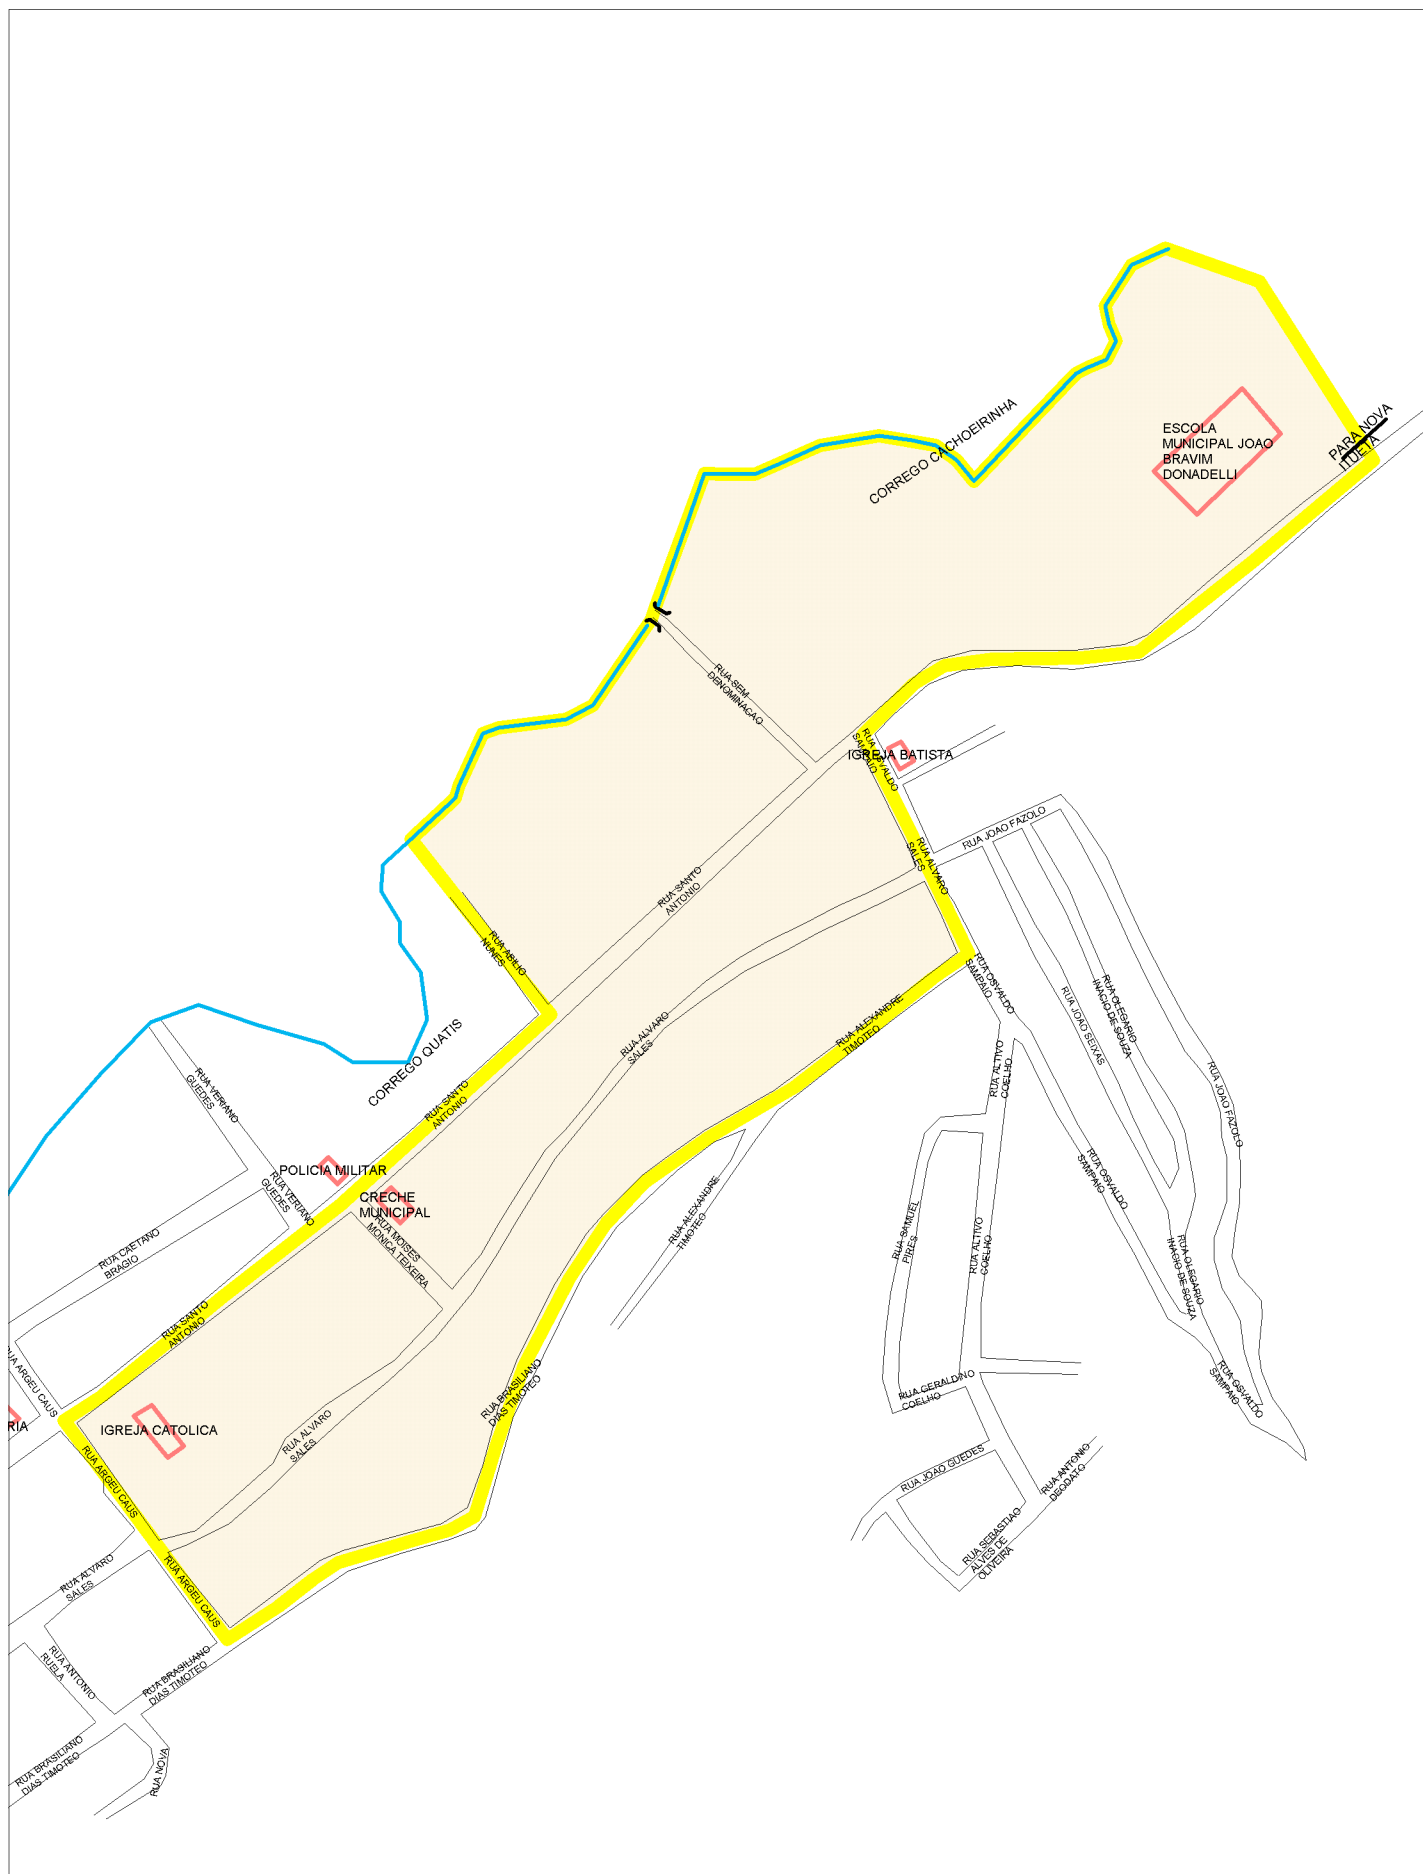 CORREGO CACHOEIRINHA
ESCOLA
MUNICIPAL JOAO
BRAVIM
DONADELLI
PARA NOVA
ITUETA
RUA SEM
DENOMINACAO
RUA OSVALDO
SAMPAIO
IGREJA BATISTA
RUA JOAO FAZOLO
RUA ALVARO
SALES
RUA SANTO
ANTONIO
RUA ABILIO
NUNES
RUA OSVALDO
SAMPAIO
RUA OLEGARIO
INACIO DE SOUZA
RUA JOAO SEIXAS
RUA ALEXANDRE
TIMOTEO
RUA ALVARO
SALES
CORREGO QUATIS
RUA ALTIVO
COELHO
RUA JOAO FAZOLO
RUA VERIANO
GUEDES
RUA SANTO
ANTONIO
POLICIA MILITAR
RUA VERIANO
GUEDES
CRECHE
MUNICIPAL
RUA MOISES
MONICA TEIXEIRA
RUA ALEXANDRE
TIMOTEO
RUA OSVALDO
SAMPAIO
RUA SAMUEL
PIRES
RUA ALTIVO
COELHO
RUA OLEGARIO
INACIO DE SOUZA
RUA CAETANO
BRAGIO
RUA SANTO
ANTONIO
RUA ARGEU CAUS
RUA BRASILIANO
DIAS TIMOTEO
RUA GERALDINO
COELHO
RUA OSVALDO
SAMPAIO
RIA
IGREJA CATOLICA
RUA ALVARO
SALES
RUA ARGEU CAUS
RUA JOAO GUEDES
RUA ANTONIO
DEODATO
RUA SEBASTIAO
ALVES DE
OLIVEIRA
RUA ALVARO
SALES
RUA ARGEU CAUS
RUA ANTONIO
RUELA
RUA BRASILIANO
DIAS TIMOTEO
RUA BRASILIANO
DIAS TIMOTEO
RUA NOVA